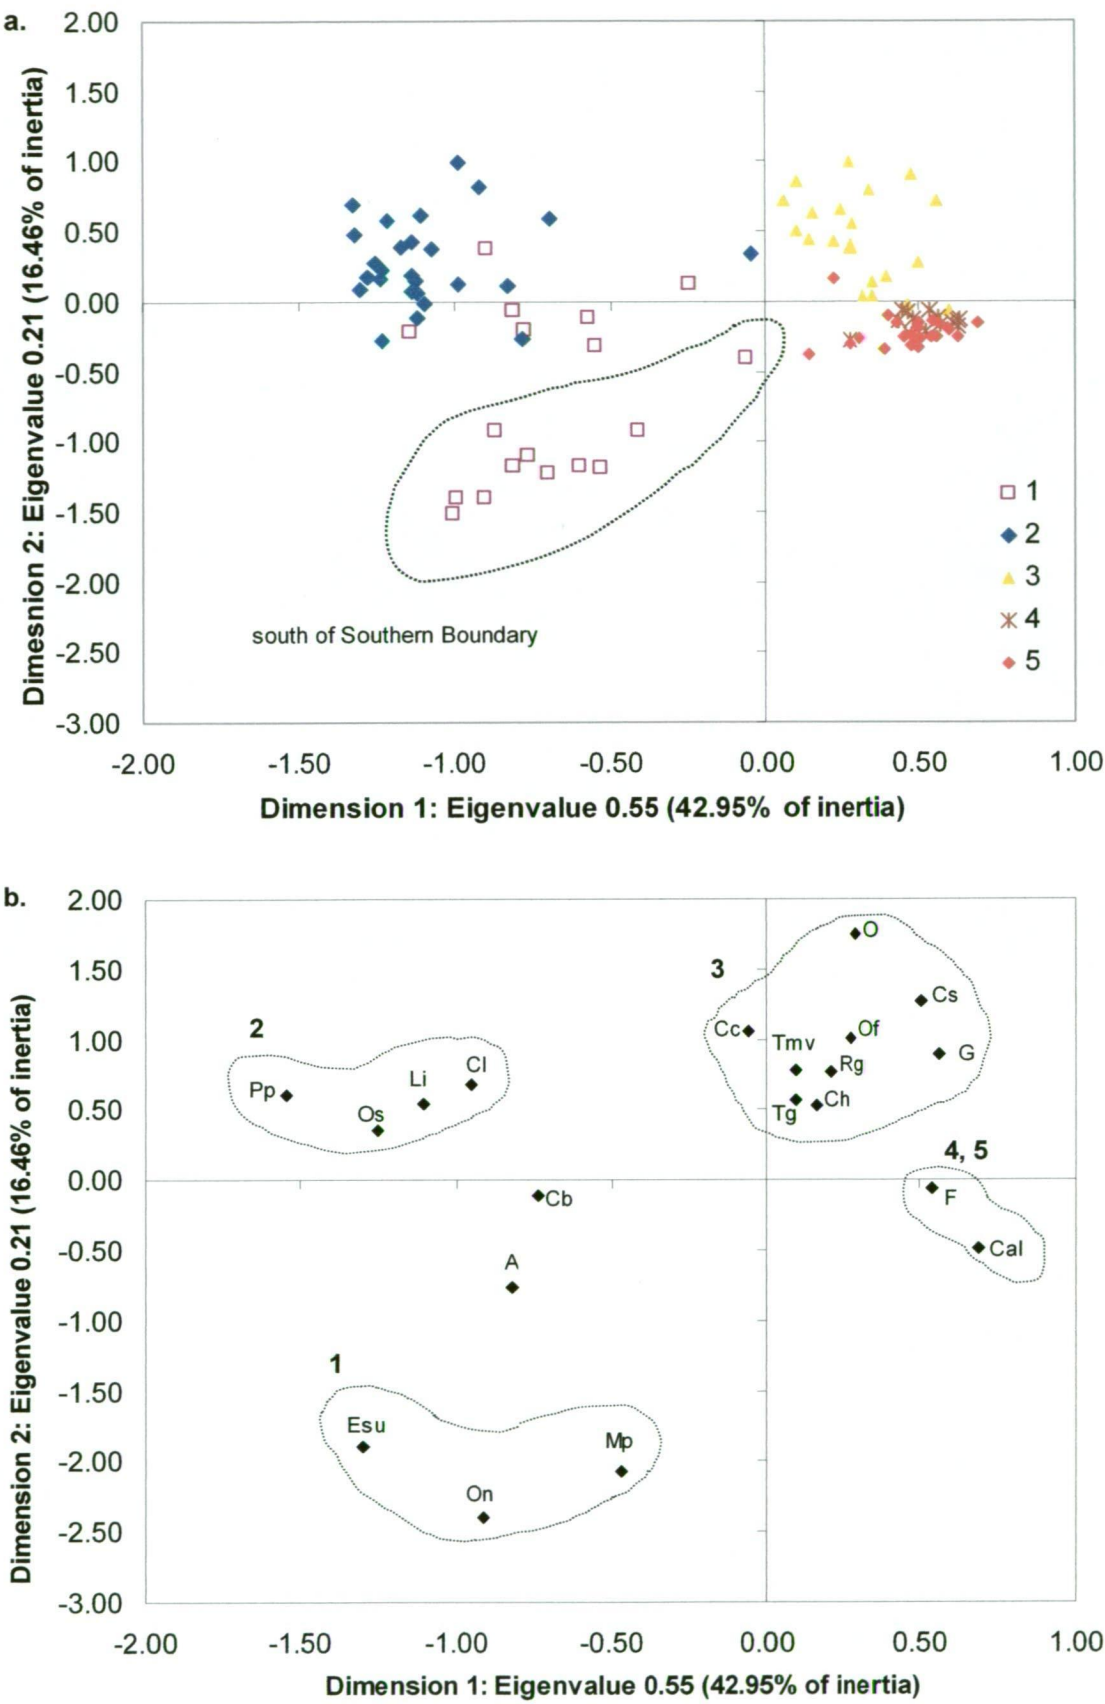 a.
2.00
1.50
1.00
0.50
0.00
-0.50
-1.00
-1.50
-2.00
-2.50
-3.00
Dimesnion 2: Eigenvalue 0.21 (16.46% of inertia)
1
2
3
4
5
south of Southern Boundary
-2.00 -1.50 -1.00 -0.50 0.00 0.50 1.00
Dimension 1: Eigenvalue 0.55 (42.95% of inertia)
b.
2.00
1.50
1.00
0.50
0.00
-0.50
-1.00
-1.50
-2.00
-2.50
-3.00
Dimension 2: Eigenvalue 0.21 (16.46% of inertia)
O
3
Cs
2
Cc
Of
Tmv
G
Cl
Rg
Li
Pp
Ch
Os
Tg
4, 5
Cb
F
Cal
A
1
Esu
Mp
On
-2.00 -1.50 -1.00 -0.50 0.00 0.50 1.00
Dimension 1: Eigenvalue 0.55 (42.95% of inertia)